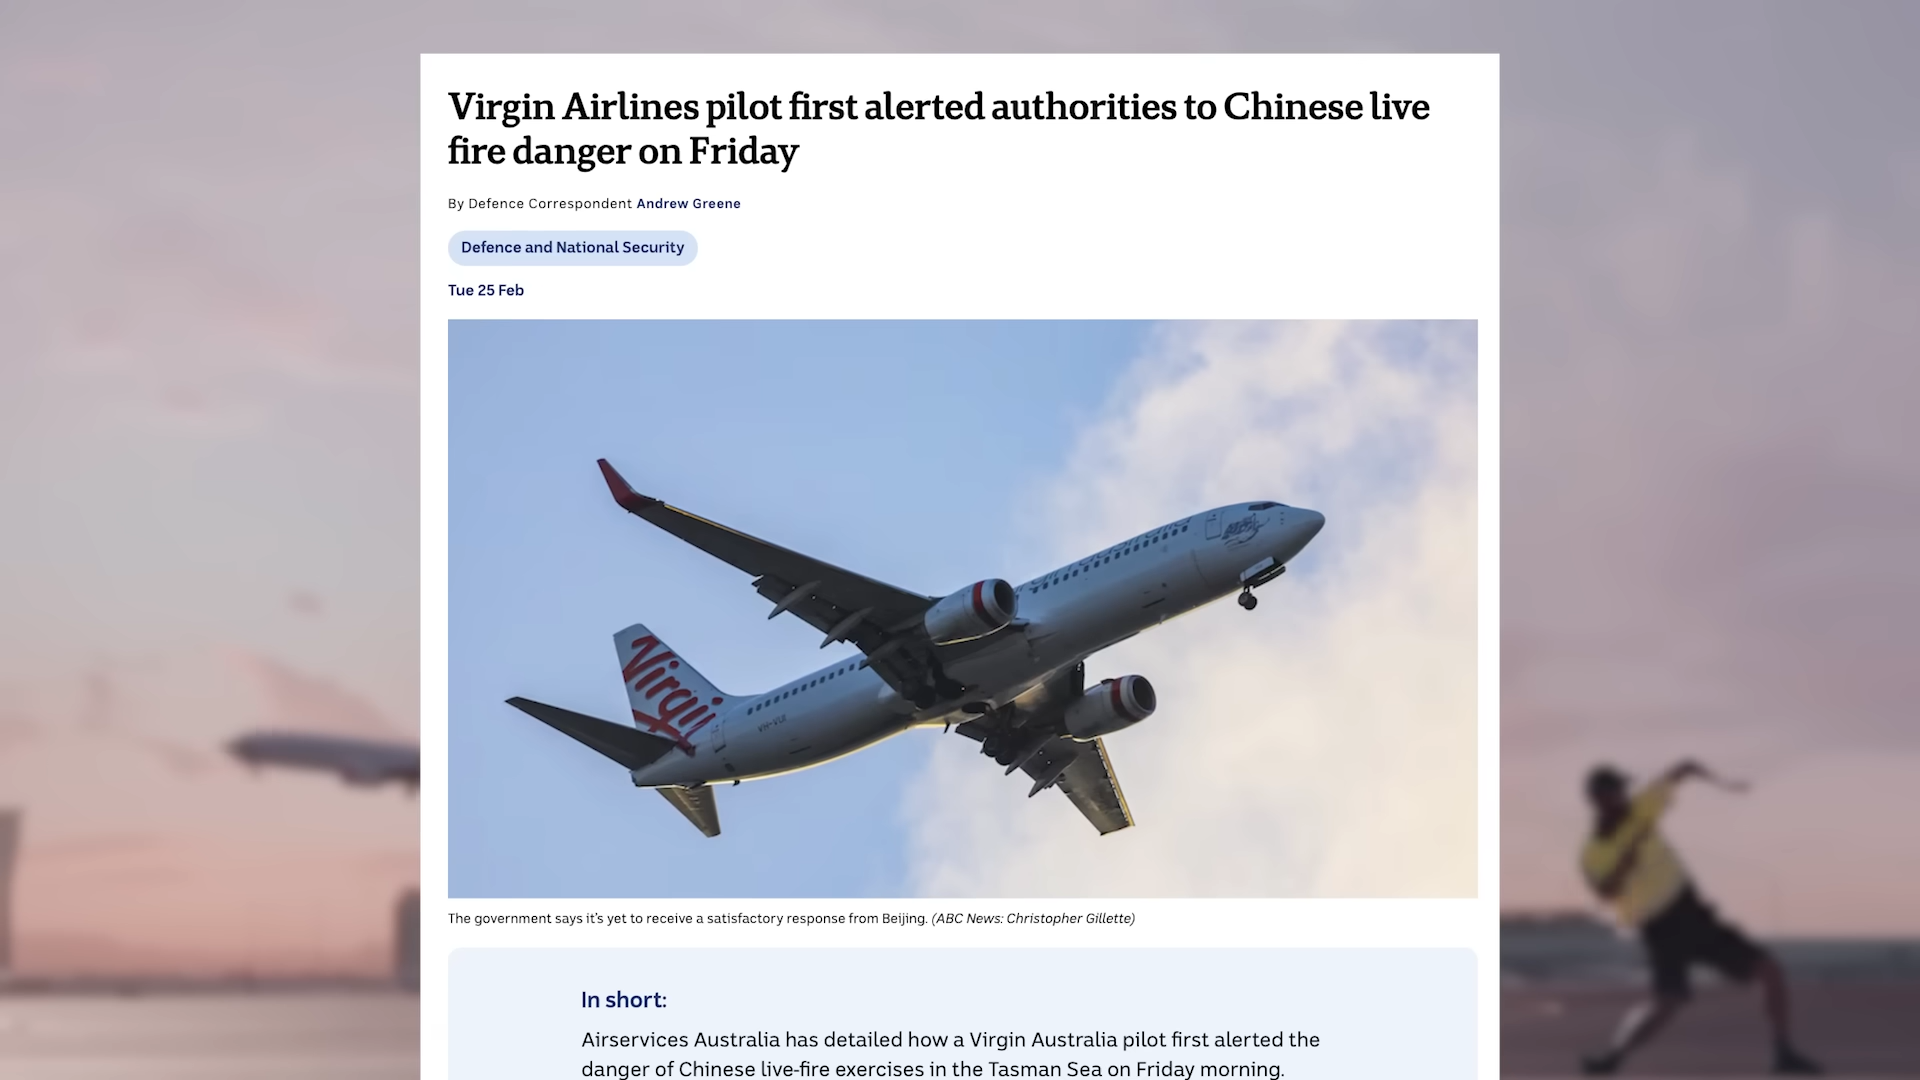 Virgin Airlines pilot first alerted authorities to Chinese live
fire danger on Friday
By Defence Correspondent Andrew Greene
Defence and National Security
Tue 25 Feb
Virgin
The government says it's yet to receive a satisfactory response from Beijing. (ABC News: Christopher Gillette)
In short:
Airservices Australia has detailed how a Virgin Australia pilot first alerted the
danger of Chinese live-fire exercises in the Tasman Sea on Friday morning.